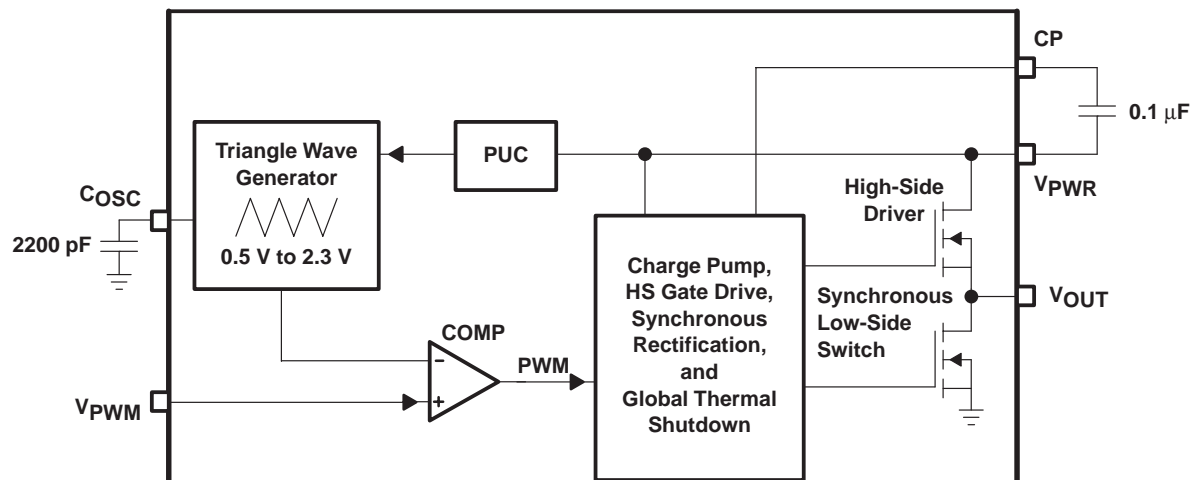 CP
0.1 μF
Triangle Wave
Generator
0.5 V to 2.3 V
PUC
VPWR
COSC
2200 pF
High-Side
Driver
Charge Pump,
HS Gate Drive,
Synchronous
Rectification,
and
Global Thermal
Shutdown
Synchronous
Low-Side
Switch
VOUT
COMP
–
+
PWM
VPWM